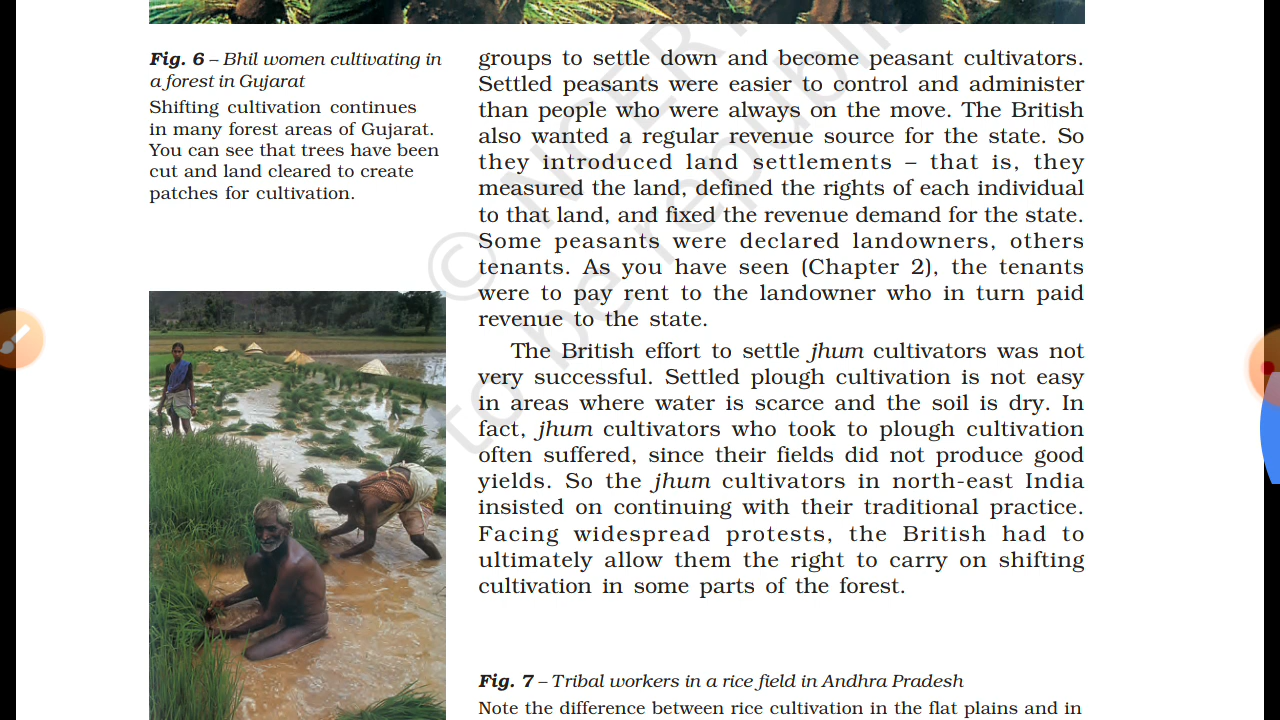 Fig. 6 – Bhil women cultivating in
a forest in Gujarat
Shifting cultivation continues
in many forest areas of Gujarat.
You can see that trees have been
cut and land cleared to create
patches for cultivation.
groups to settle down and become peasant cultivators.
Settled peasants were easier to control and administer
than people who were always on the move. The British
also wanted a regular revenue source for the state. So
they introduced land settlements – that is, they
measured the land, defined the rights of each individual
to that land, and fixed the revenue demand for the state.
Some peasants were declared landowners, others
tenants. As you have seen (Chapter 2), the tenants
were to pay rent to the landowner who in turn paid
revenue to the state.
The British effort to settle jhum cultivators was not
very successful. Settled plough cultivation is not easy
in areas where water is scarce and the soil is dry. In
fact, jhum cultivators who took to plough cultivation
often suffered, since their fields did not produce good
yields. So the jhum cultivators in north-east India
insisted on continuing with their traditional practice.
Facing widespread protests, the British had to
ultimately allow them the right to carry on shifting
cultivation in some parts of the forest.
Fig. 7 – Tribal workers in a rice field in Andhra Pradesh
Note the difference between rice cultivation in the flat plains and in
© NCERT
to be republi